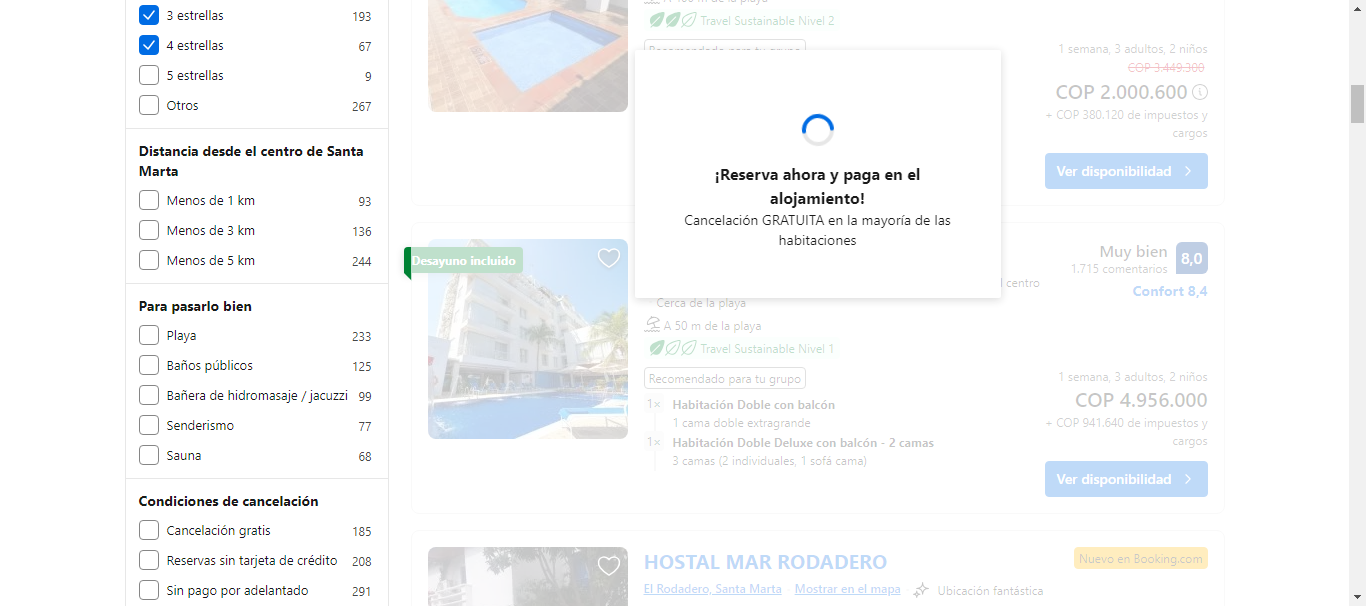 3 estrellas 193
4 estrellas 67
5 estrellas 9
Otros 267
Distancia desde el centro de Santa
Marta
Menos de 1 km 93
Menos de 3 km 136
Menos de 5 km 244
Para pasarlo bien
Playa 233
Baños públicos 125
Bañera de hidromasaje / jacuzzi 99
Senderismo 77
Sauna 68
Condiciones de cancelación
Cancelación gratis 185
Reservas sin tarjeta de crédito 208
Sin pago por adelantado 291
Travel Sustainable Nivel 2
Recomendado para tu grupo
1 semana, 3 adultos, 2 niños
COP 3.449.300
COP 2.000.600
+ COP 380.120 de impuestos y
cargos
Ver disponibilidad
¡Reserva ahora y paga en el
alojamiento!
Cancelación GRATUITA en la mayoría de las
habitaciones
Desayuno incluido
Muy bien 8,0
1.715 comentarios
Confort 8,4
centro
Cerca de la playa
A 50 m de la playa
Travel Sustainable Nivel 1
Recomendado para tu grupo
1× Habitación Doble con balcón
1 cama doble extragrande
1× Habitación Doble Deluxe con balcón - 2 camas
3 camas (2 individuales, 1 sofá cama)
1 semana, 3 adultos, 2 niños
COP 4.956.000
+ COP 941.640 de impuestos y
cargos
Ver disponibilidad
HOSTAL MAR RODADERO
Nuevo en Booking.com
El Rodadero, Santa Marta Mostrar en el mapa Ubicación fantástica